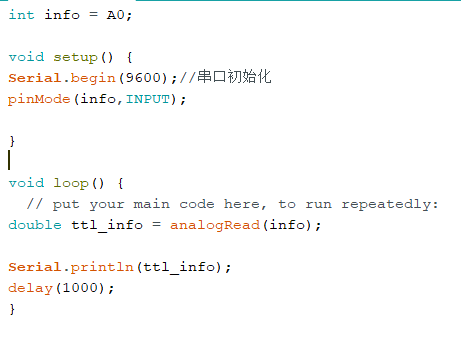 int info = A0;
void setup() {
Serial.begin(9600);//串口初始化
pinMode(info,INPUT);
}
void loop() {
// put your main code here, to run repeatedly:
double ttl_info = analogRead(info);
Serial.println(ttl_info);
delay(1000);
}